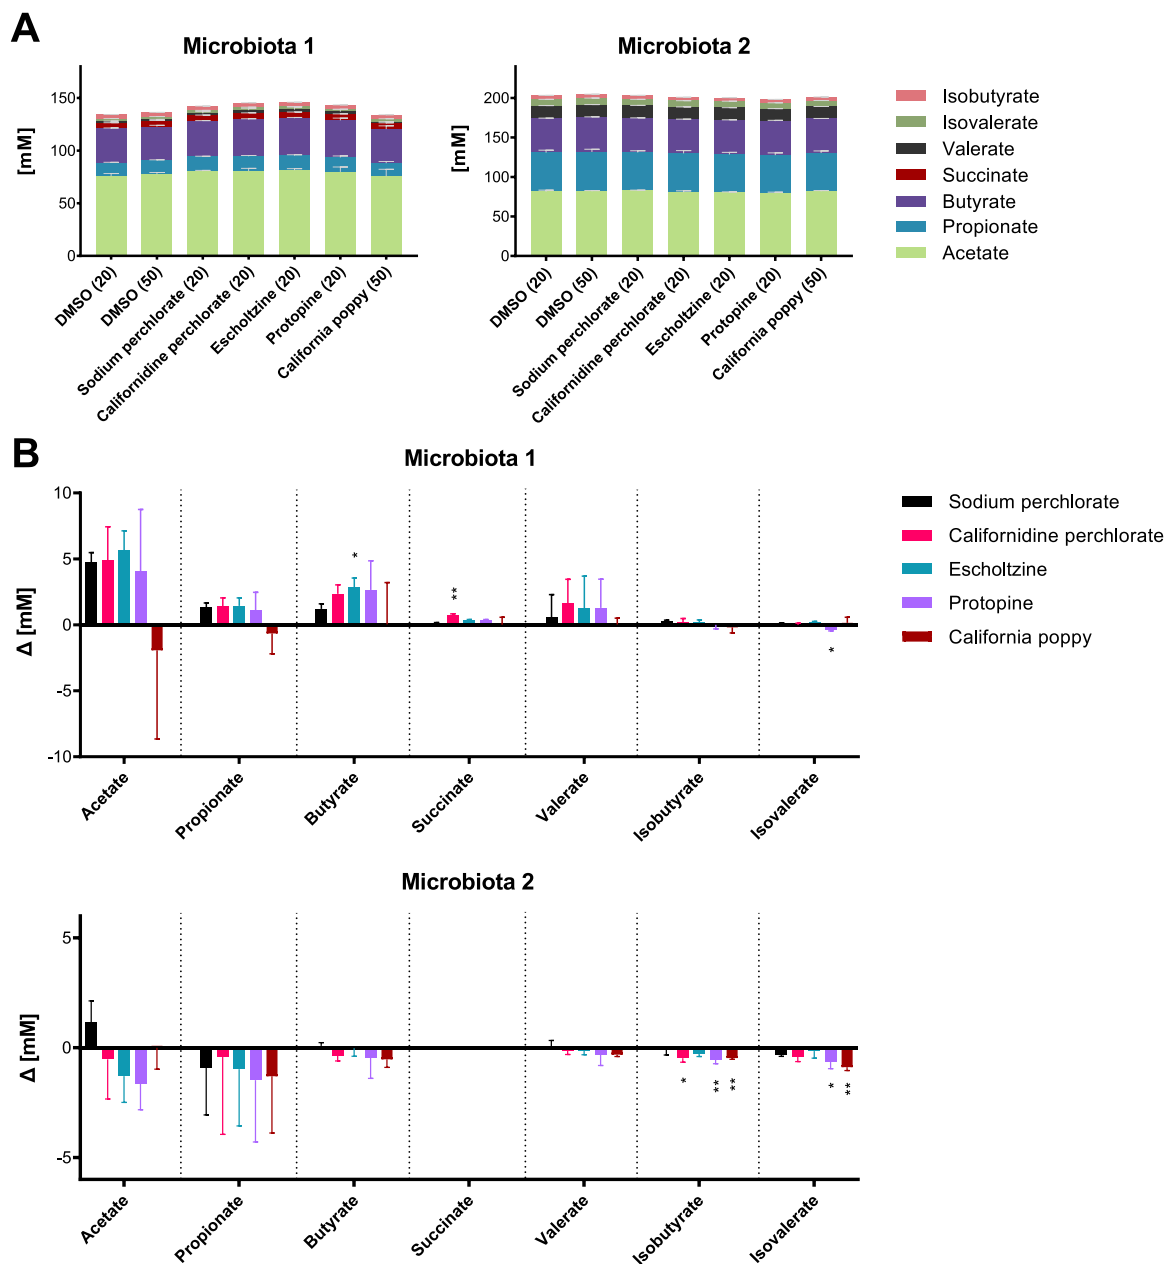 A
Microbiota 1
Microbiota 2
[mM]
150
100
50
0
DMSO (20)
DMSO (50)
Sodium perchlorate (20)
Californidine perchlorate (20)
Escholtzine (20)
Protopine (20)
California poppy (50)
[mM]
200
150
100
50
0
DMSO (20)
DMSO (50)
Sodium perchlorate (20)
Californidine perchlorate (20)
Escholtzine (20)
Protopine (20)
California poppy (50)
Isobutyrate
Isovalerate
Valerate
Succinate
Butyrate
Propionate
Acetate
B
Microbiota 1
Δ [mM]
10
5
0
-5
-10
*
**
*
Acetate
Propionate
Butyrate
Succinate
Valerate
Isobutyrate
Isovalerate
Sodium perchlorate
Californidine perchlorate
Escholtzine
Protopine
California poppy
Microbiota 2
Δ [mM]
5
0
-5
*
**
**
*
**
Acetate
Propionate
Butyrate
Succinate
Valerate
Isobutyrate
Isovalerate